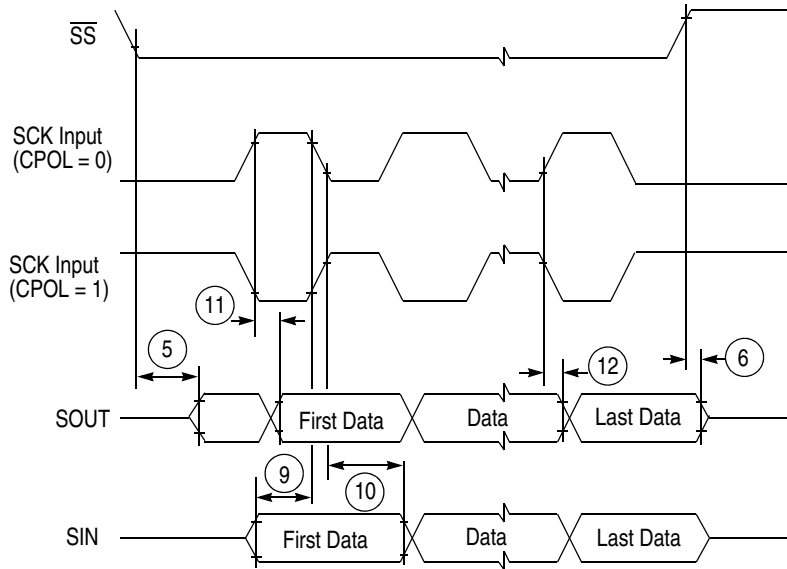 SS
SCK Input
(CPOL = 0)
SCK Input
(CPOL = 1)
11
5
12
6
SOUT
First Data
Data
Last Data
9
10
SIN
First Data
Data
Last Data